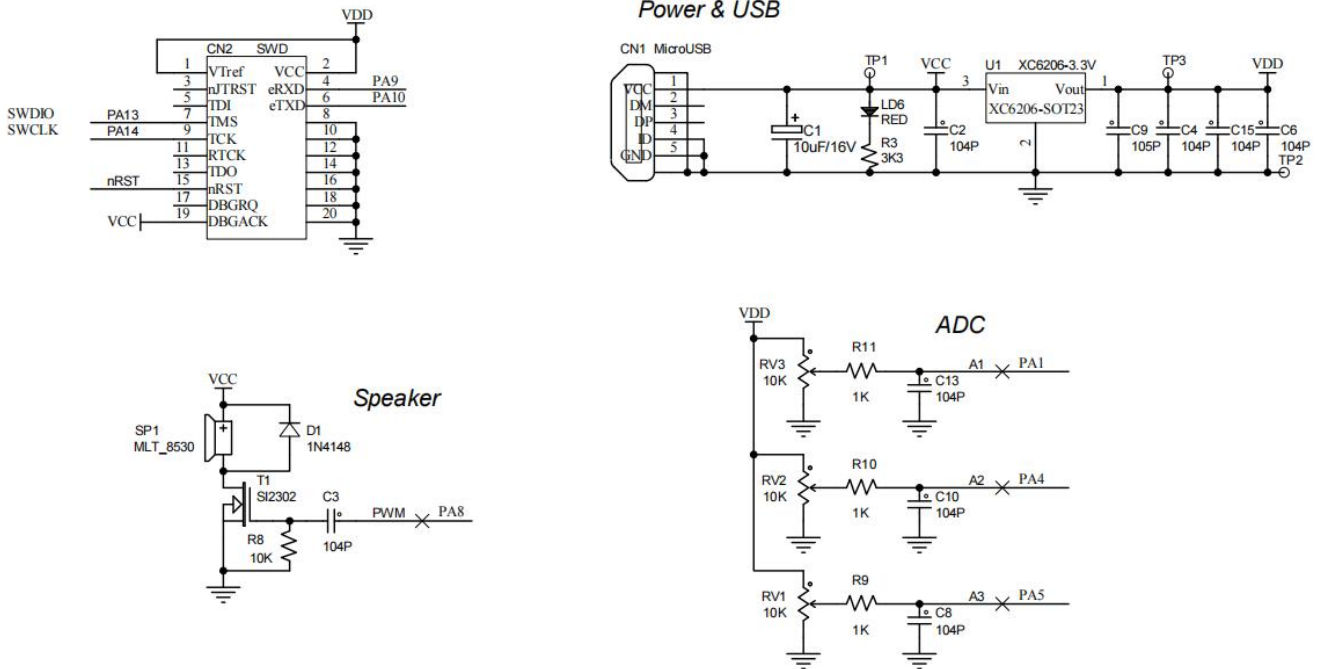 VDD
CN2 SWD
1 VTref VCC 2
3 nJTRST eRXD 4 PA9
5 TDI eTXD 6 PA10
SWDIO PA13 7 TMS 8
SWCLK PA14 9 TCK 10
11 RTCK 12
13 TDO 14
nRST 15 nRST 16
17 DBGRQ 18
VCC 19 DBGACK 20
Power & USB
CN1 MicroUSB
VCC 1
DM 2
DP 3
ID 4
GND 5
C1
10uF/16V
TP1
LD6
RED
R3
3K3
VCC
C2
104P
U1 XC6206-3.3V
3 Vin Vout 1
XC6206-SOT23
2
TP3
VDD
C9
105P
C4
104P
C15
104P
C6
104P
TP2
Speaker
VCC
SP1
MLT_8530
D1
1N4148
T1
SI2302
C3
104P
PWM PA8
R8
10K
ADC
VDD
RV3
10K
R11
1K
A1 PA1
C13
104P
RV2
10K
R10
1K
A2 PA4
C10
104P
RV1
10K
R9
1K
A3 PA5
C8
104P